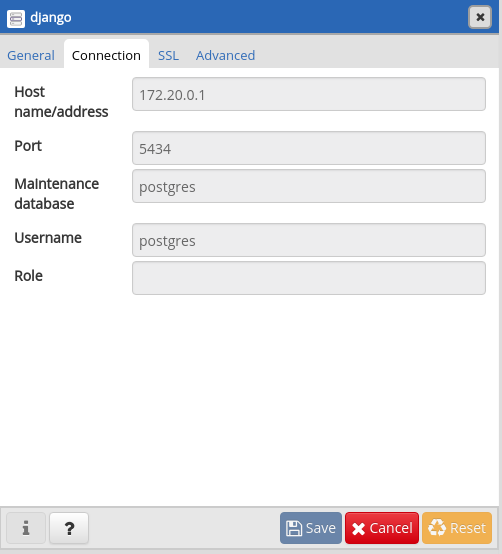 django
General Connection SSL Advanced
Host
name/address
172.20.0.1
Port
5434
Maintenance
database
postgres
Username
postgres
Role
i ? Save Cancel Reset